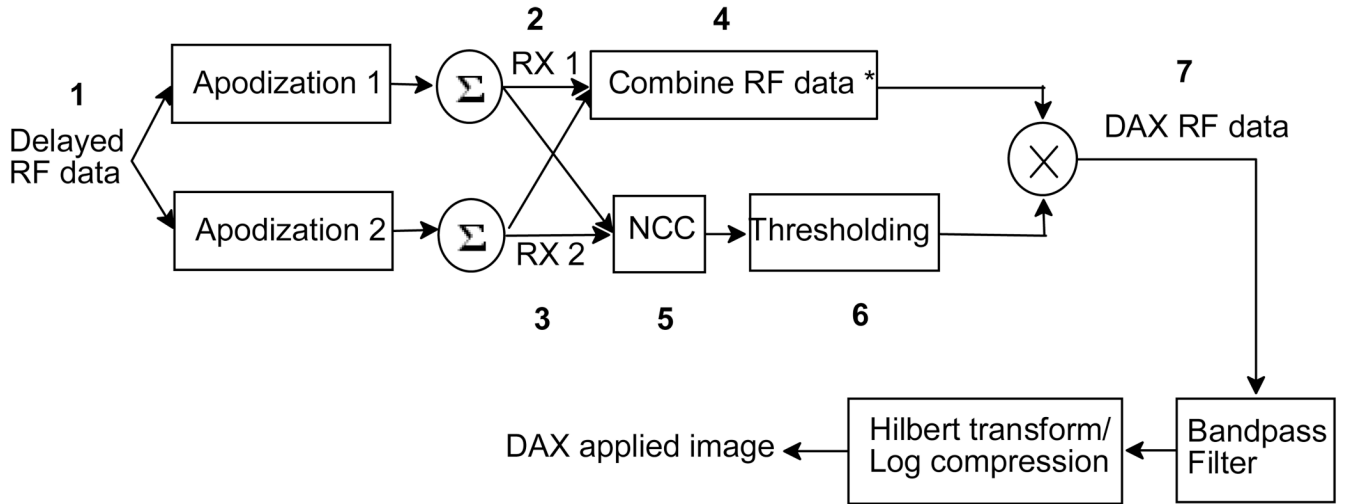 1
Delayed
RF data
Apodization 1
Σ
2
RX 1
4
Combine RF data *
Apodization 2
Σ
RX 2
3
NCC
5
Thresholding
6
7
DAX RF data
Bandpass
Filter
Hilbert transform/
Log compression
DAX applied image